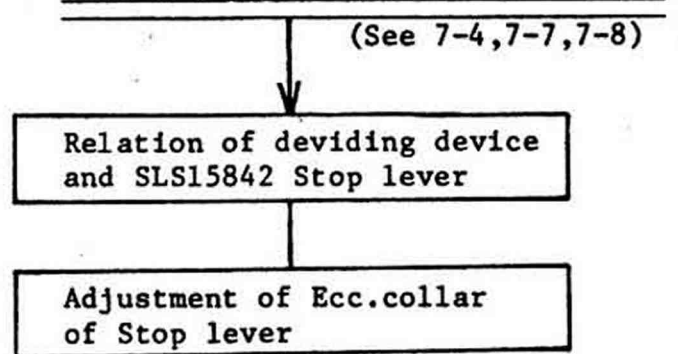 (See 7-4,7-7,7-8)
Relation of deviding device
and SLS15842 Stop lever
Adjustment of Ecc.collar
of Stop lever